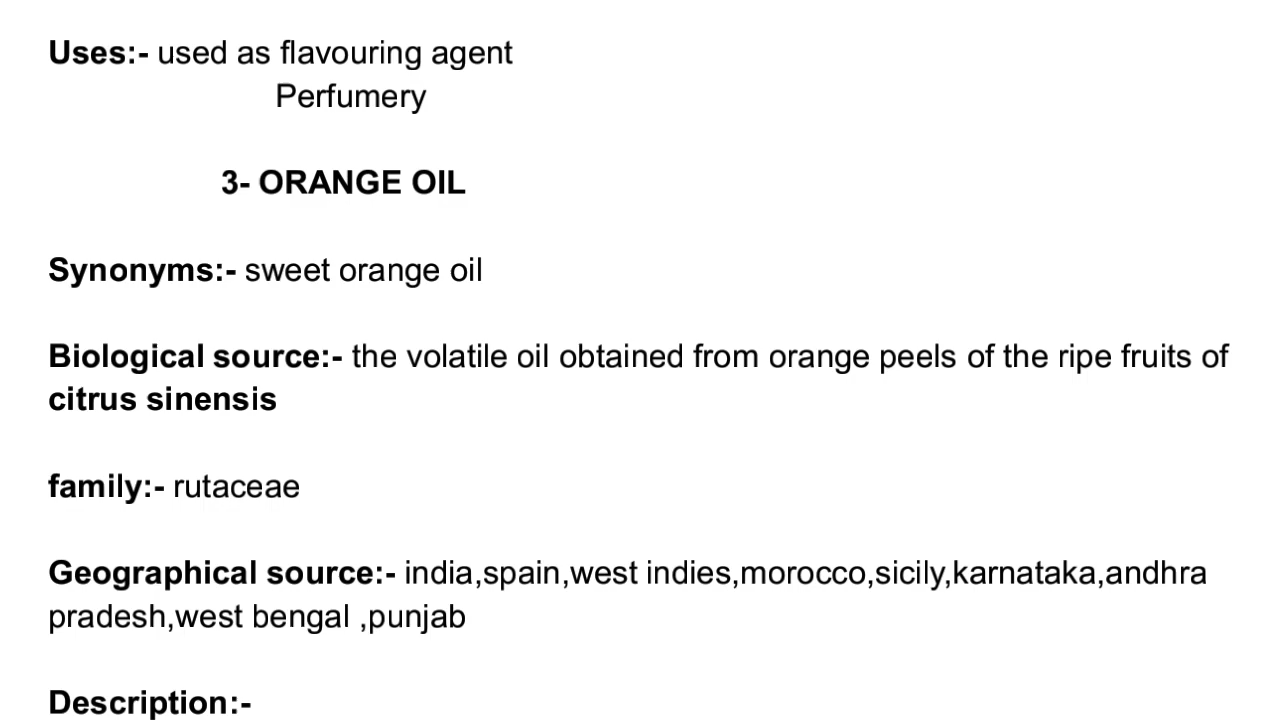 Uses:- used as flavouring agent
Perfumery
3- ORANGE OIL
Synonyms:- sweet orange oil
Biological source:- the volatile oil obtained from orange peels of the ripe fruits of
citrus sinensis
family:- rutaceae
Geographical source:- india,spain,west indies,morocco,sicily,karnataka,andhra
pradesh,west bengal ,punjab
Description:-